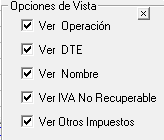 Opciones de Vista
Ver Operación
Ver DTE
Ver Nombre
Ver IVA No Recuperable
Ver Otros Impuestos